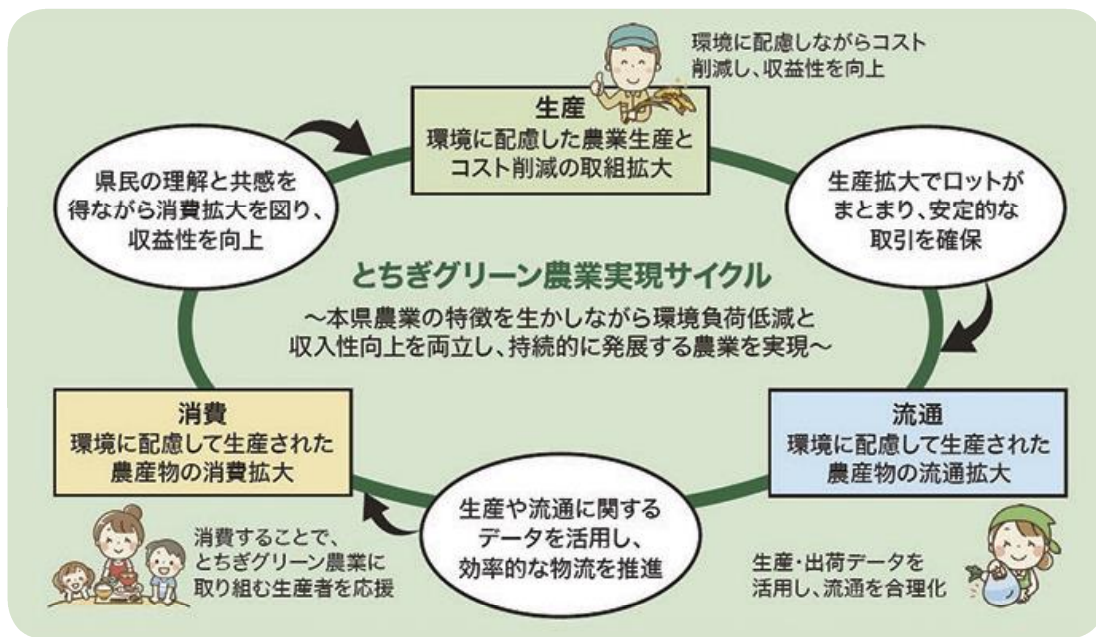 環境に配慮しながらコスト
削減し、収益性を向上
生産
環境に配慮した農業生産と
コスト削減の取組拡大
県民の理解と共感を
得ながら消費拡大を図り、
収益性を向上
生産拡大でロットが
まとまり、安定的な
取引を確保
とちぎグリーン農業実現サイクル
～本県農業の特徴を生かしながら環境負荷低減と
収入性向上を両立し、持続的に発展する農業を実現～
消費
環境に配慮して生産された
農産物の消費拡大
流通
環境に配慮して生産された
農産物の流通拡大
生産や流通に関する
データを活用し、
効率的な物流を推進
消費することで、
とちぎグリーン農業に
取り組む生産者を応援
生産・出荷データを
活用し、流通を合理化